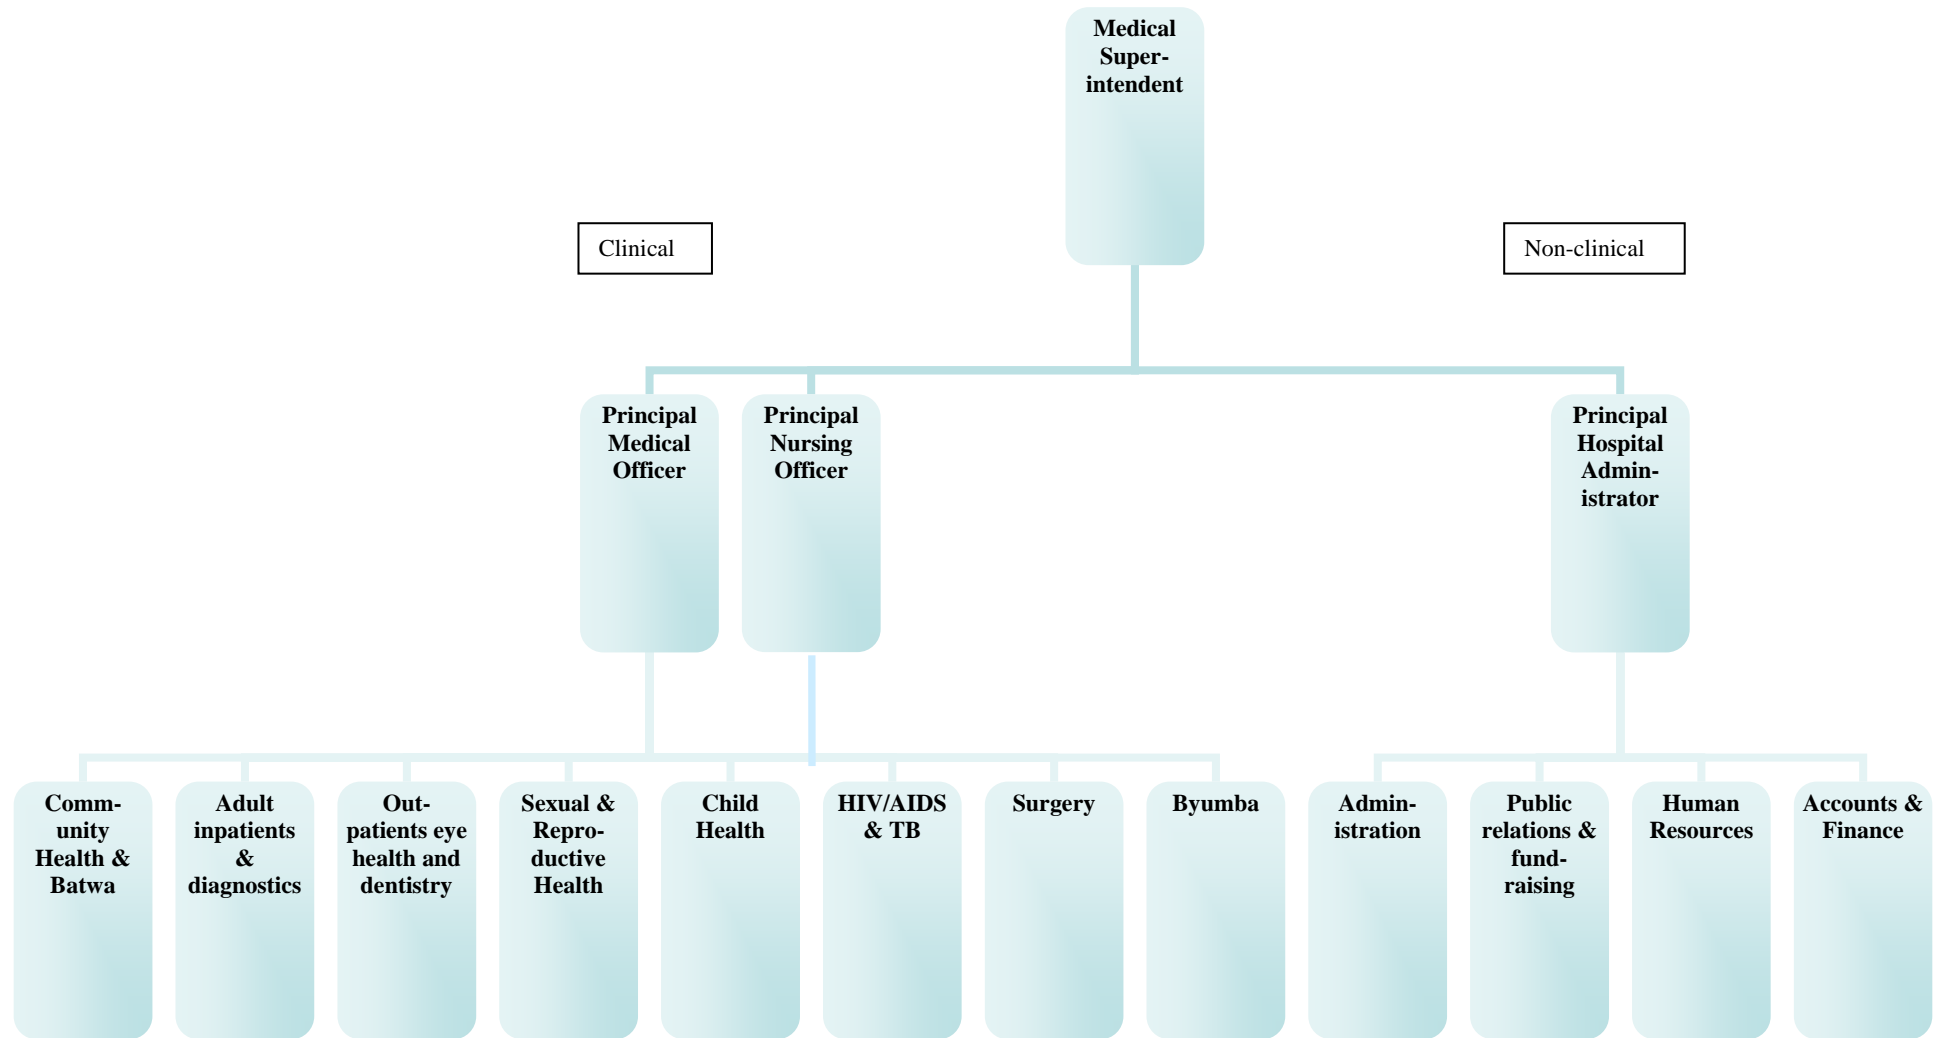 Medical
Super-
intendent
Clinical
Non-clinical
Principal
Medical
Officer
Principal
Nursing
Officer
Principal
Hospital
Admin-
istrator
Comm-
unity
Health &
Batwa
Adult
inpatients
&
diagnostics
Out-
patients eye
health and
dentistry
Sexual &
Repro-
ductive
Health
Child
Health
HIV/AIDS
& TB
Surgery
Byumba
Admin-
istration
Public
relations &
fund-
raising
Human
Resources
Accounts &
Finance